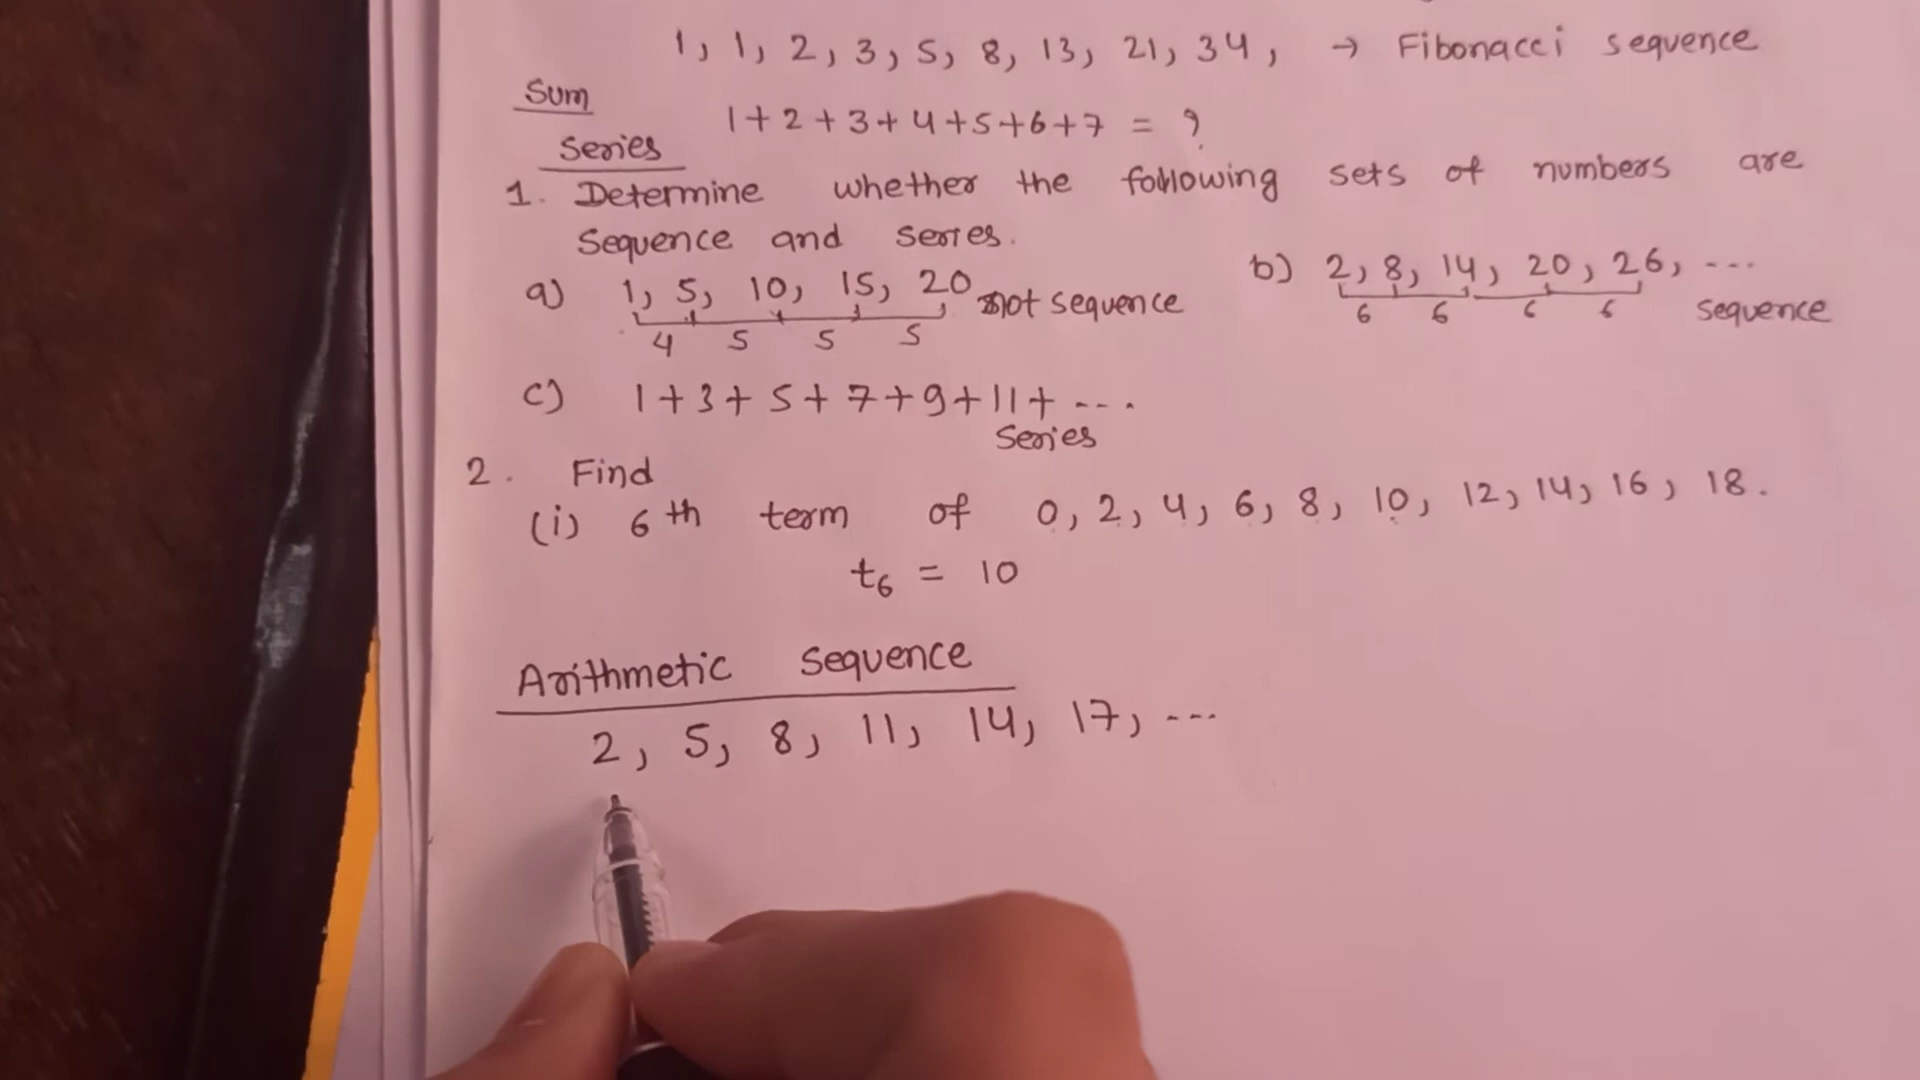 1, 1, 2, 3, 5, 8, 13, 21, 34, → Fibonacci sequence
Sum
1+2+3+4+5+6+7 = ?
Series
1. Determine whether the following sets of numbers are
sequence and series.
a) 1, 5, 10, 15, 20 not sequence
4 5 5 5
b) 2, 8, 14, 20, 26, ...
6 6 6 6 sequence
c) 1+3+5+7+9+11+ ...
Series
2. Find
(i) 6th term of 0, 2, 4, 6, 8, 10, 12, 14, 16, 18.
t6 = 10
Arithmetic sequence
2, 5, 8, 11, 14, 17, ...